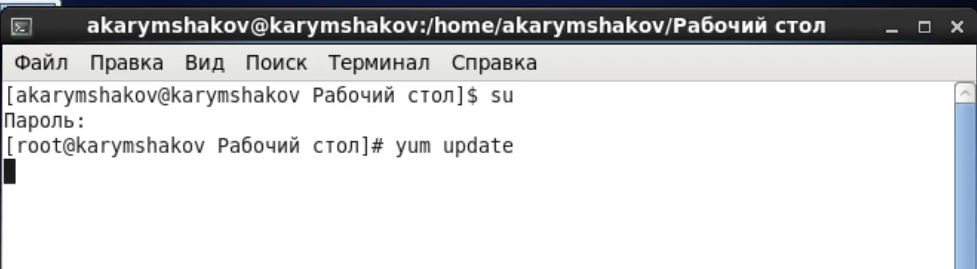 akarymshakov@karymshakov:/home/akarymshakov/Рабочий стол
Файл Правка Вид Поиск Терминал Справка
[akarymshakov@karymshakov Рабочий стол]$ su
Пароль:
[root@karymshakov Рабочий стол]# yum update